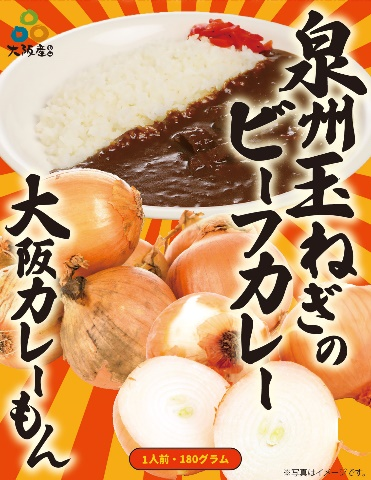 大阪産(もん)
泉州玉ねぎの
ビーフカレー
大阪カレーもん
1人前・180グラム
※写真はイメージです。